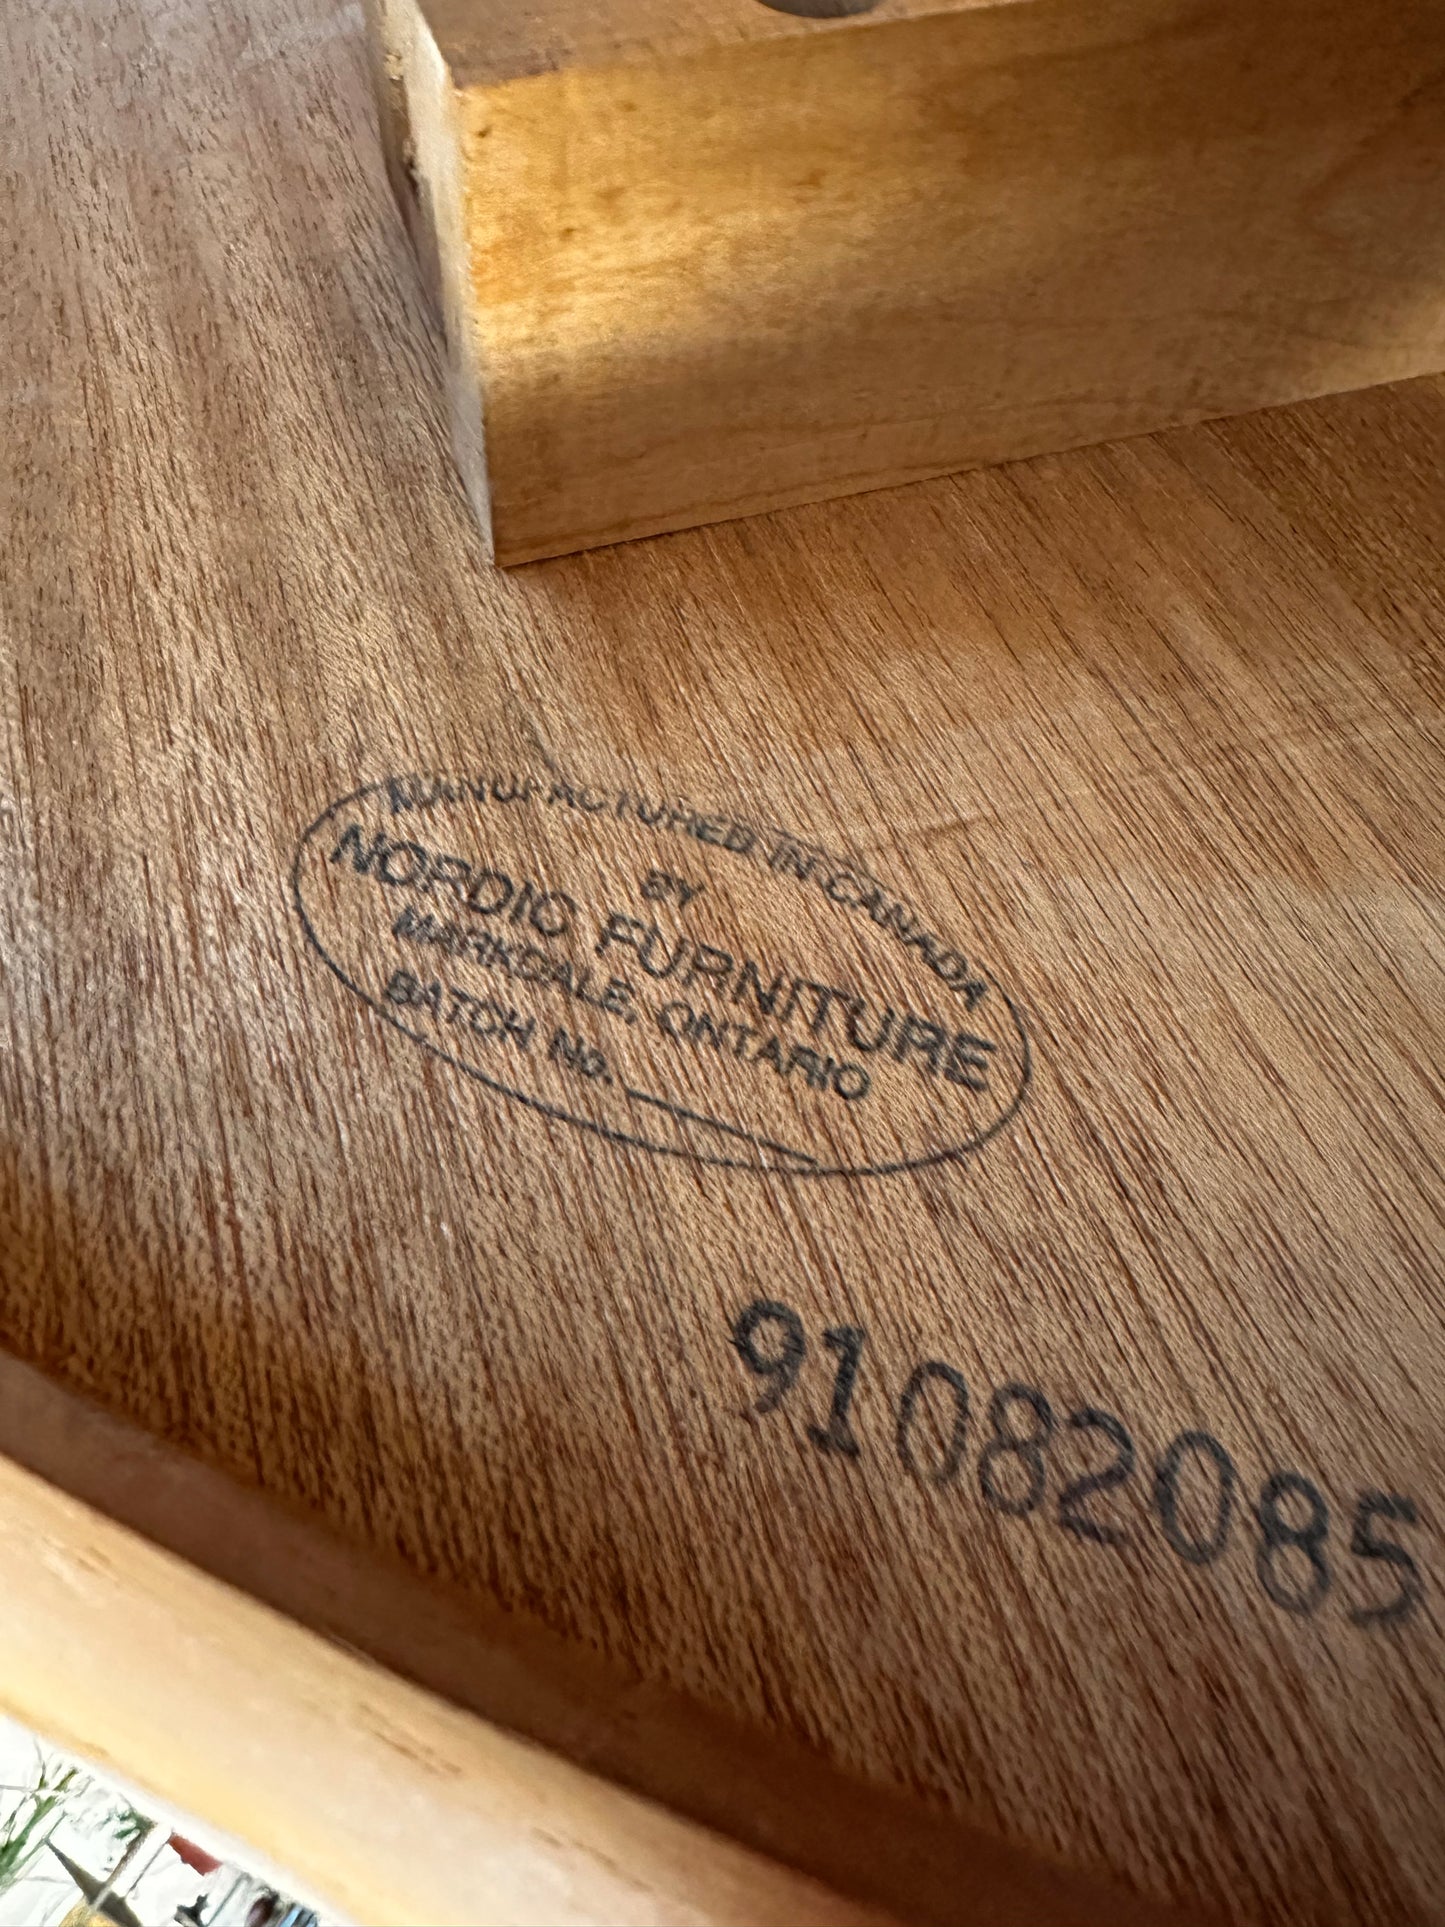 MANUFACTURED IN CANADA
BY
NORDIC FURNITURE
MARKDALE, ONTARIO
BATCH NO.
91082085